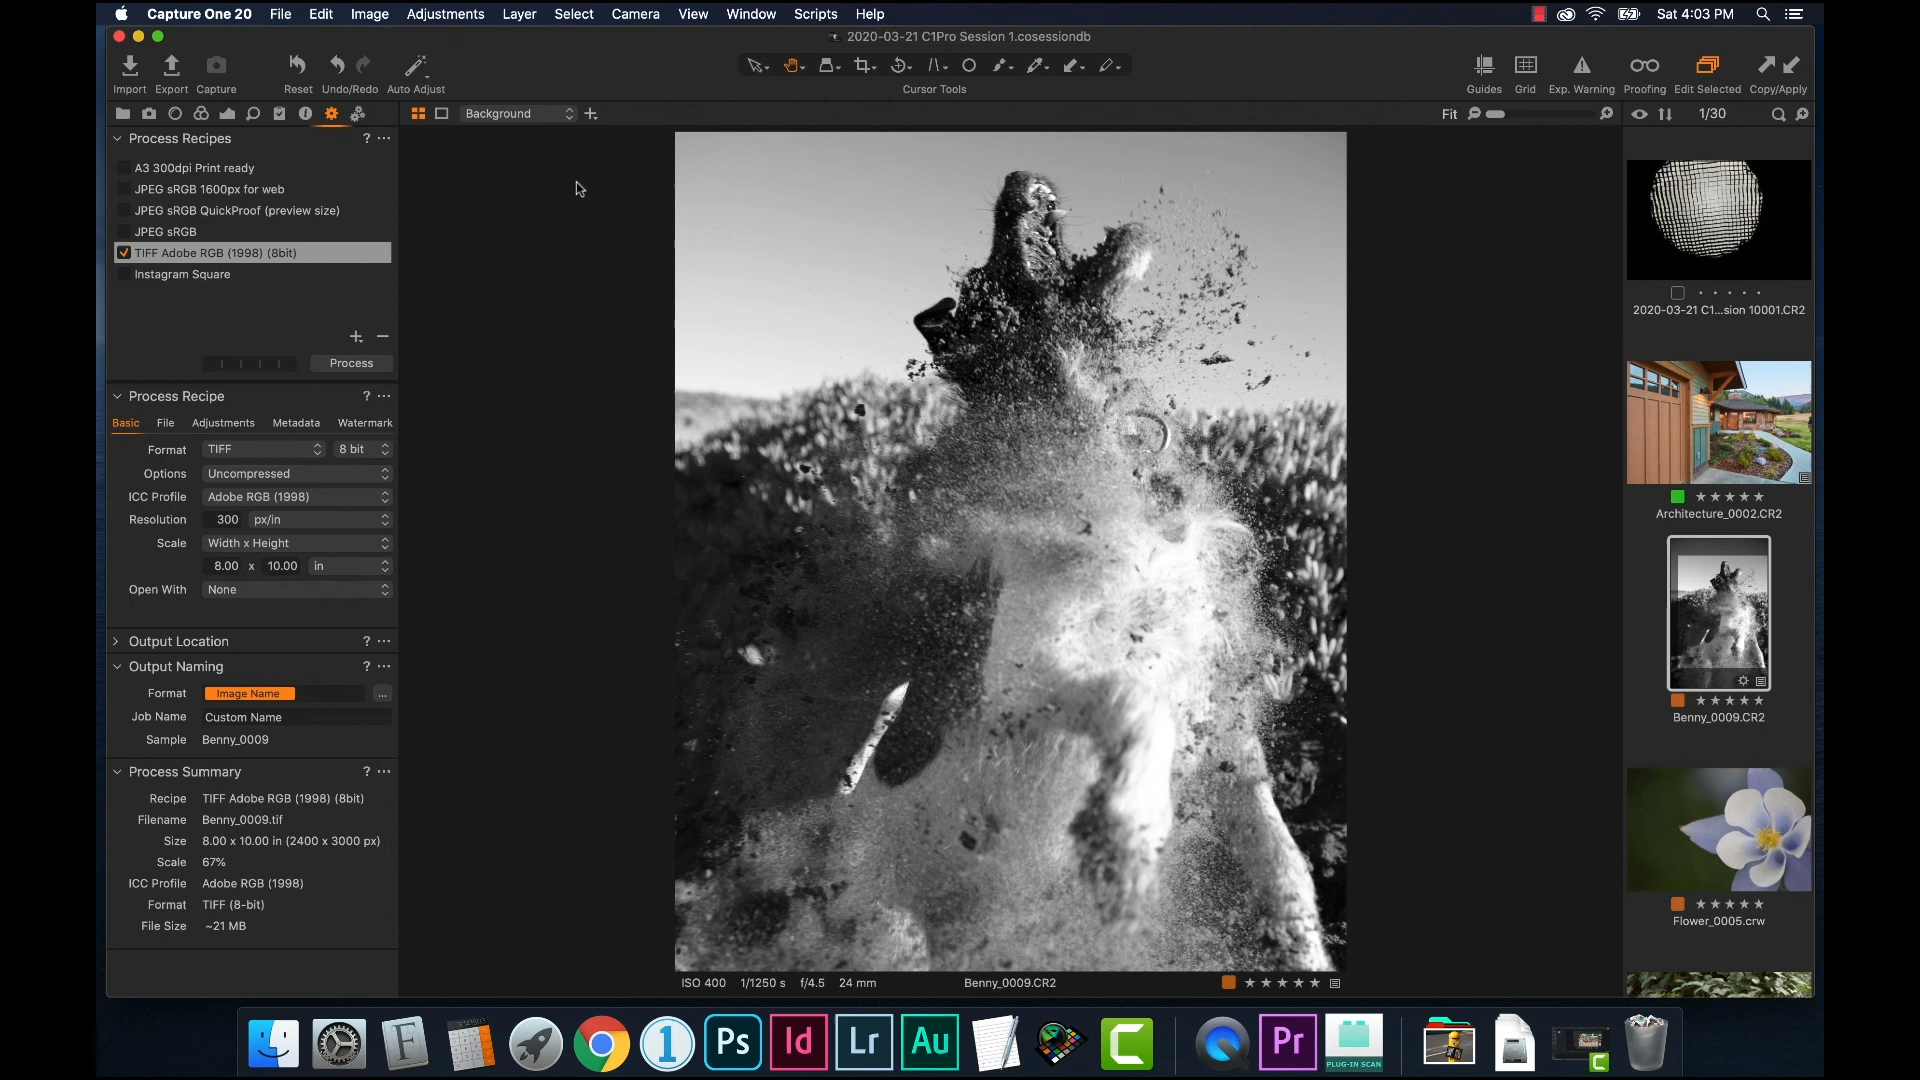 Capture One 20 File Edit Image Adjustments Layer Select Camera View Window Scripts Help Sat 4:03 PM
2020-03-21 C1Pro Session 1.cosessiondb
Import Export Capture Reset Undo/Redo Auto Adjust Cursor Tools Guides Grid Exp. Warning Proofing Edit Selected Copy/Apply
Background Fit 1/30
Process Recipes ? ...
A3 300dpi Print ready
JPEG sRGB 1600px for web
JPEG sRGB QuickProof (preview size)
JPEG sRGB
TIFF Adobe RGB (1998) (8bit)
Instagram Square
Process
Process Recipe ? ...
Basic File Adjustments Metadata Watermark
Format TIFF 8 bit
Options Uncompressed
ICC Profile Adobe RGB (1998)
Resolution 300 px/in
Scale Width x Height
8.00 x 10.00 in
Open With None
Output Location ? ...
Output Naming ? ...
Format Image Name ...
Job Name Custom Name
Sample Benny_0009
Process Summary ? ...
Recipe TIFF Adobe RGB (1998) (8bit)
Filename Benny_0009.tif
Size 8.00 x 10.00 in (2400 x 3000 px)
Scale 67%
ICC Profile Adobe RGB (1998)
Format TIFF (8-bit)
File Size ~21 MB
ISO 400 1/1250 s f/4.5 24 mm Benny_0009.CR2
2020-03-21 C1...sion 10001.CR2
Architecture_0002.CR2
Benny_0009.CR2
Flower_0005.crw
F 1 Ps Id Lr Au C Pr
PLUG-IN SCAN